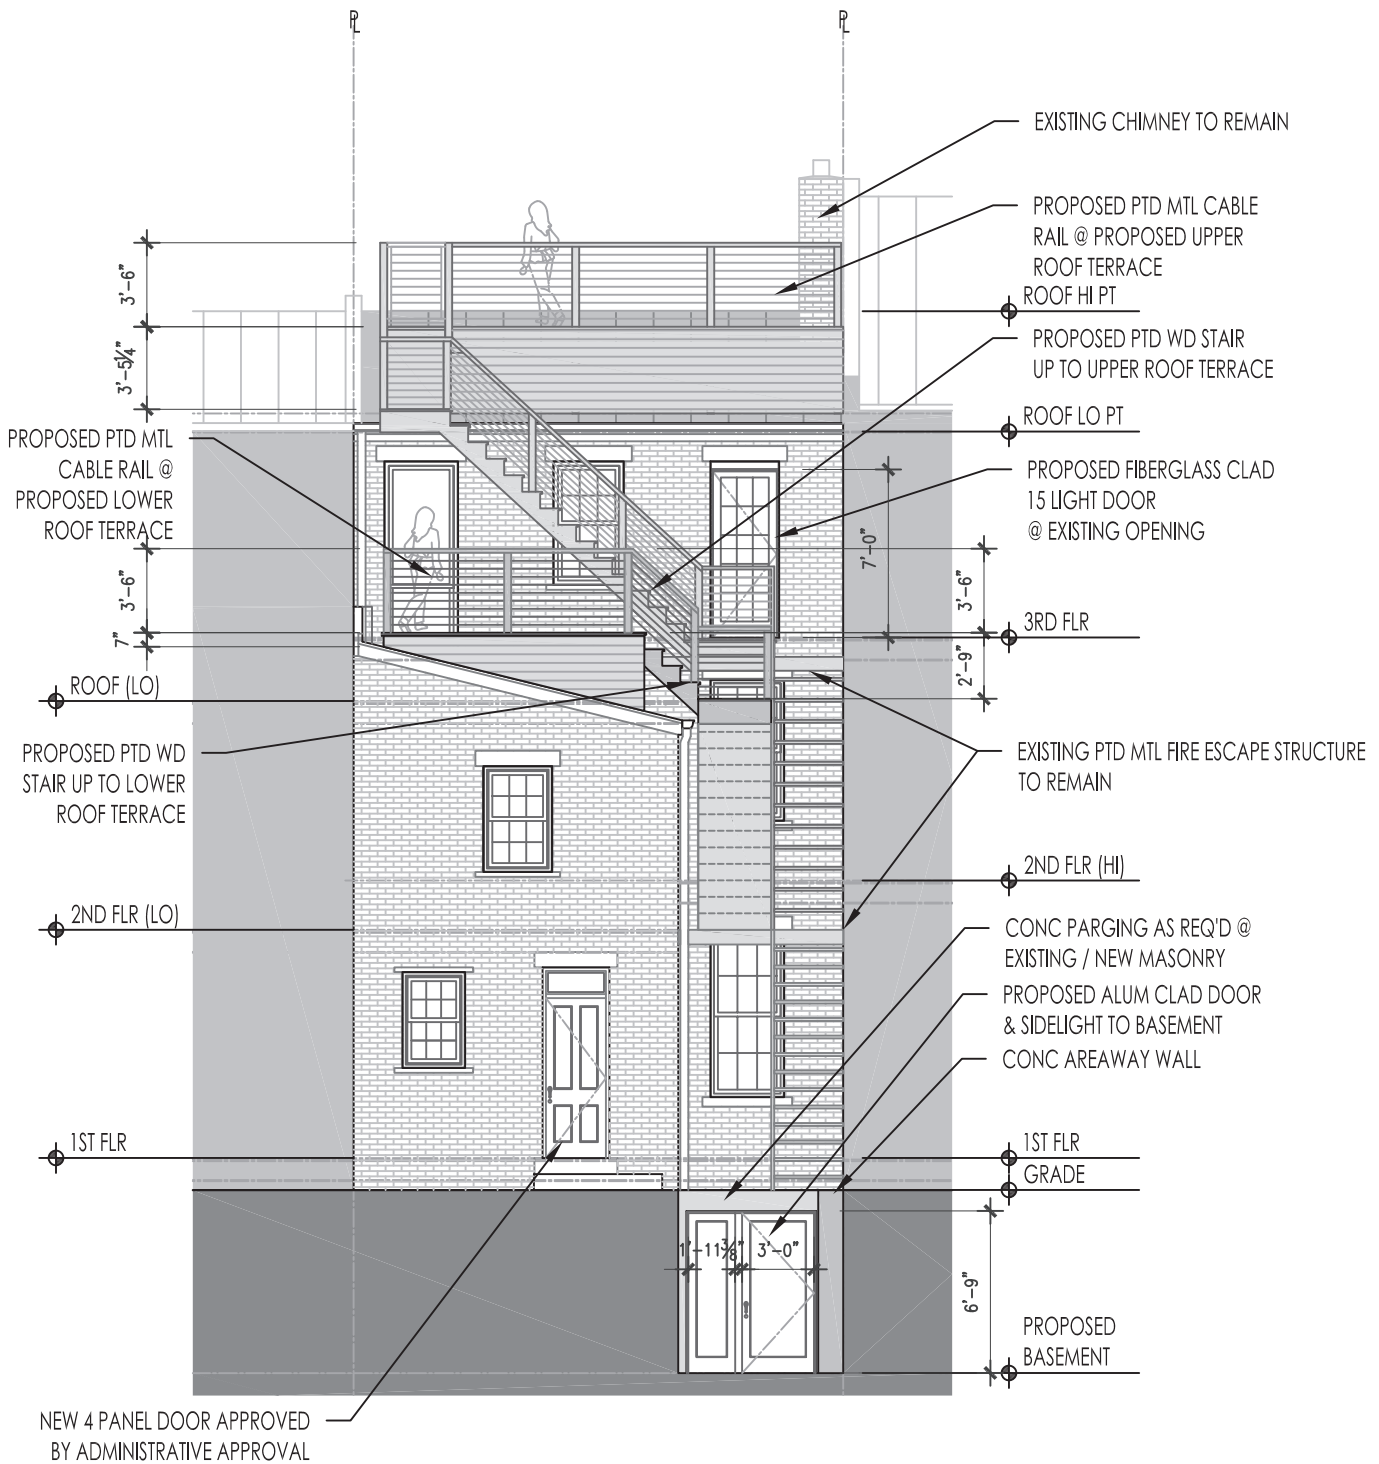 PL
PL
EXISTING CHIMNEY TO REMAIN
PROPOSED PTD MTL CABLE
RAIL @ PROPOSED UPPER
ROOF TERRACE
ROOF HI PT
PROPOSED PTD WD STAIR
UP TO UPPER ROOF TERRACE
ROOF LO PT
PROPOSED FIBERGLASS CLAD
15 LIGHT DOOR
@ EXISTING OPENING
3'-6"
3'-5¼"
PROPOSED PTD MTL
CABLE RAIL @
PROPOSED LOWER
ROOF TERRACE
3'-6"
7"
7'-0"
3'-6"
3RD FLR
2'-9"
ROOF (LO)
PROPOSED PTD WD
STAIR UP TO LOWER
ROOF TERRACE
EXISTING PTD MTL FIRE ESCAPE STRUCTURE
TO REMAIN
2ND FLR (HI)
2ND FLR (LO)
CONC PARGING AS REQ'D @
EXISTING / NEW MASONRY
PROPOSED ALUM CLAD DOOR
& SIDELIGHT TO BASEMENT
CONC AREAWAY WALL
1ST FLR
1ST FLR
GRADE
1'-11⅜"
3'-0"
6'-9"
PROPOSED
BASEMENT
NEW 4 PANEL DOOR APPROVED
BY ADMINISTRATIVE APPROVAL